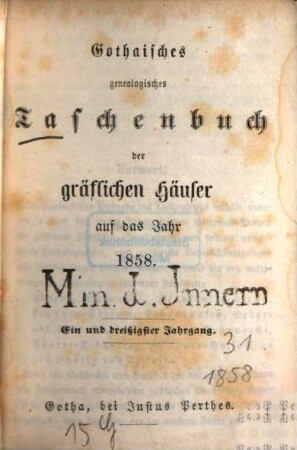 Gothaisches
genealogisches
Taschenbuch
der
gräflichen Häuser
auf das Jahr
1858.
Min. d. Innern
Ein und dreißigster Jahrgang.
31
1858
Gotha, bei Justus Perthes.
15